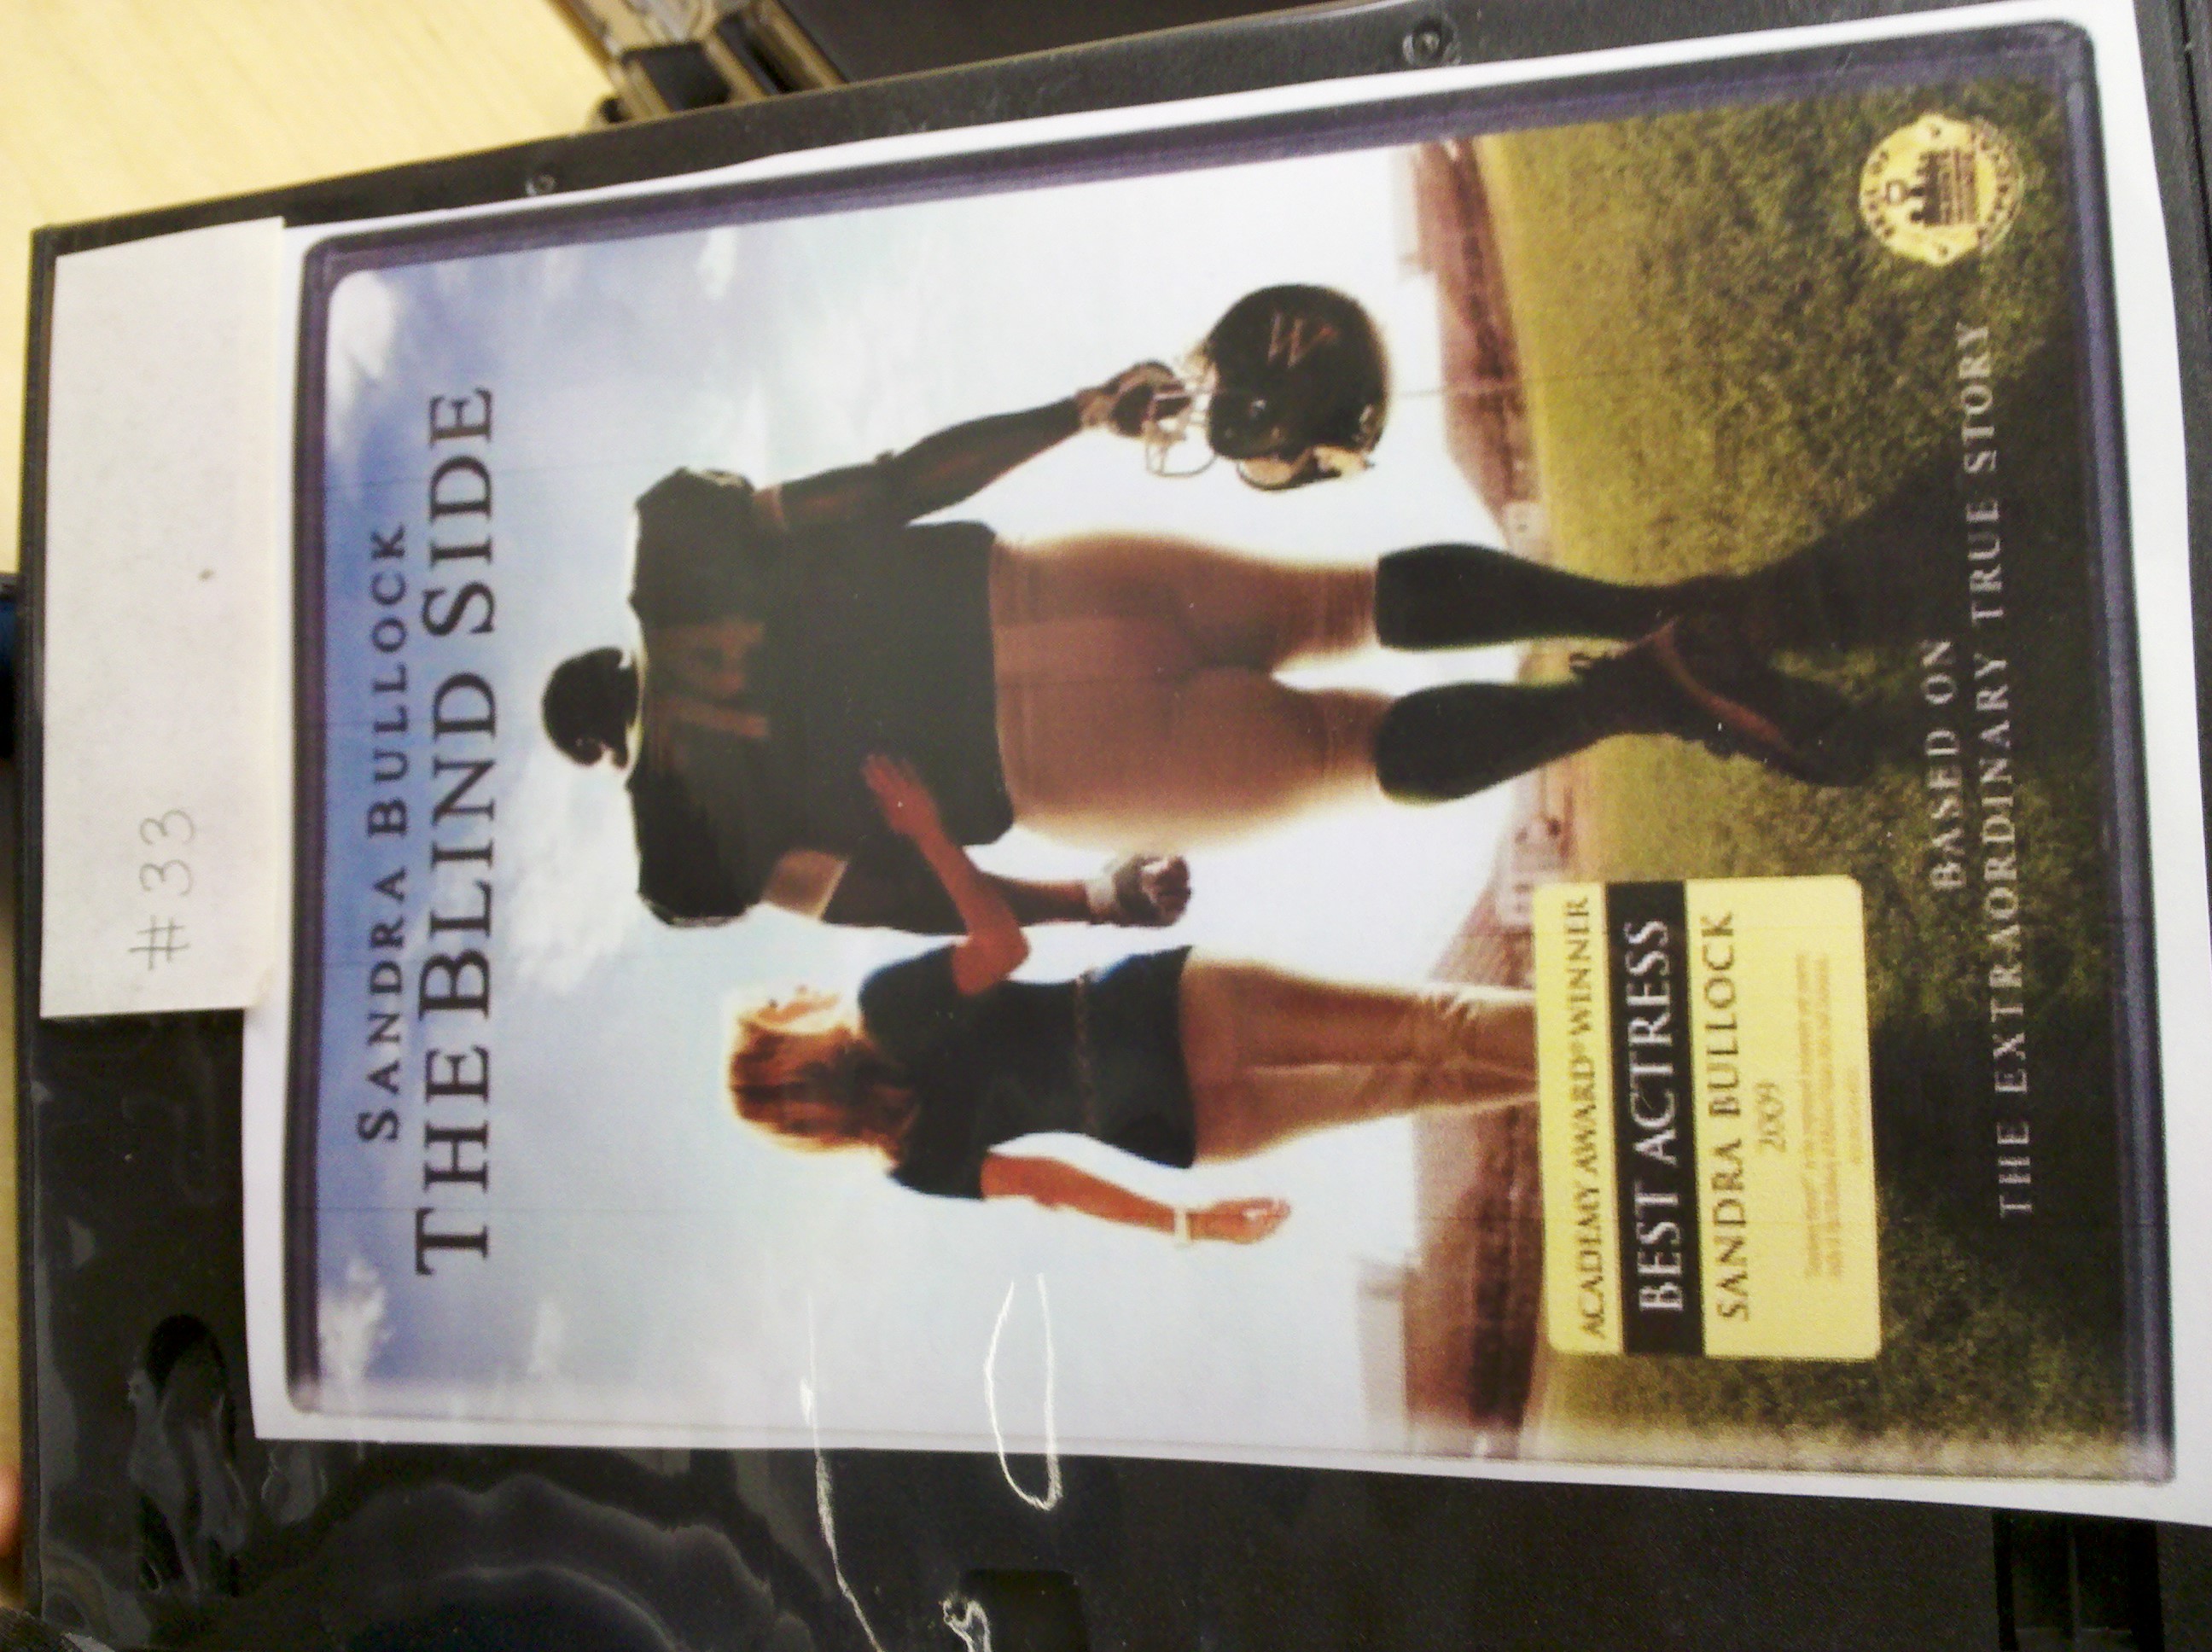 #33
SANDRA BULLOCK
THE BLIND SIDE
74
ACADEMY AWARD® WINNER
BEST ACTRESS
SANDRA BULLOCK
2009
BASED ON
THE EXTRAORDINARY TRUE STORY